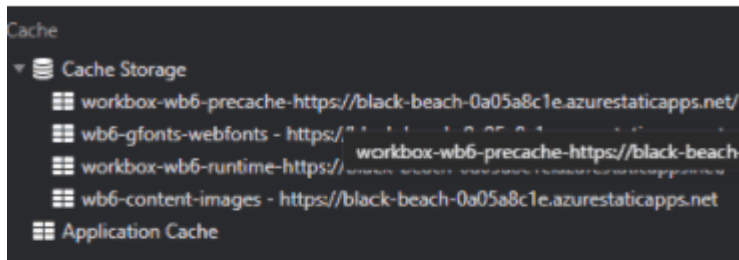 Cache
Cache Storage
workbox-wb6-precache-https://black-beach-0a05a8c1e.azurestaticapps.net/
wb6-gfonts-webfonts - https:/
workbox-wb6-precache-https://black-beach-
workbox-wb6-runtime-https://
wb6-content-images - https://black-beach-0a05a8c1e.azurestaticapps.net
Application Cache